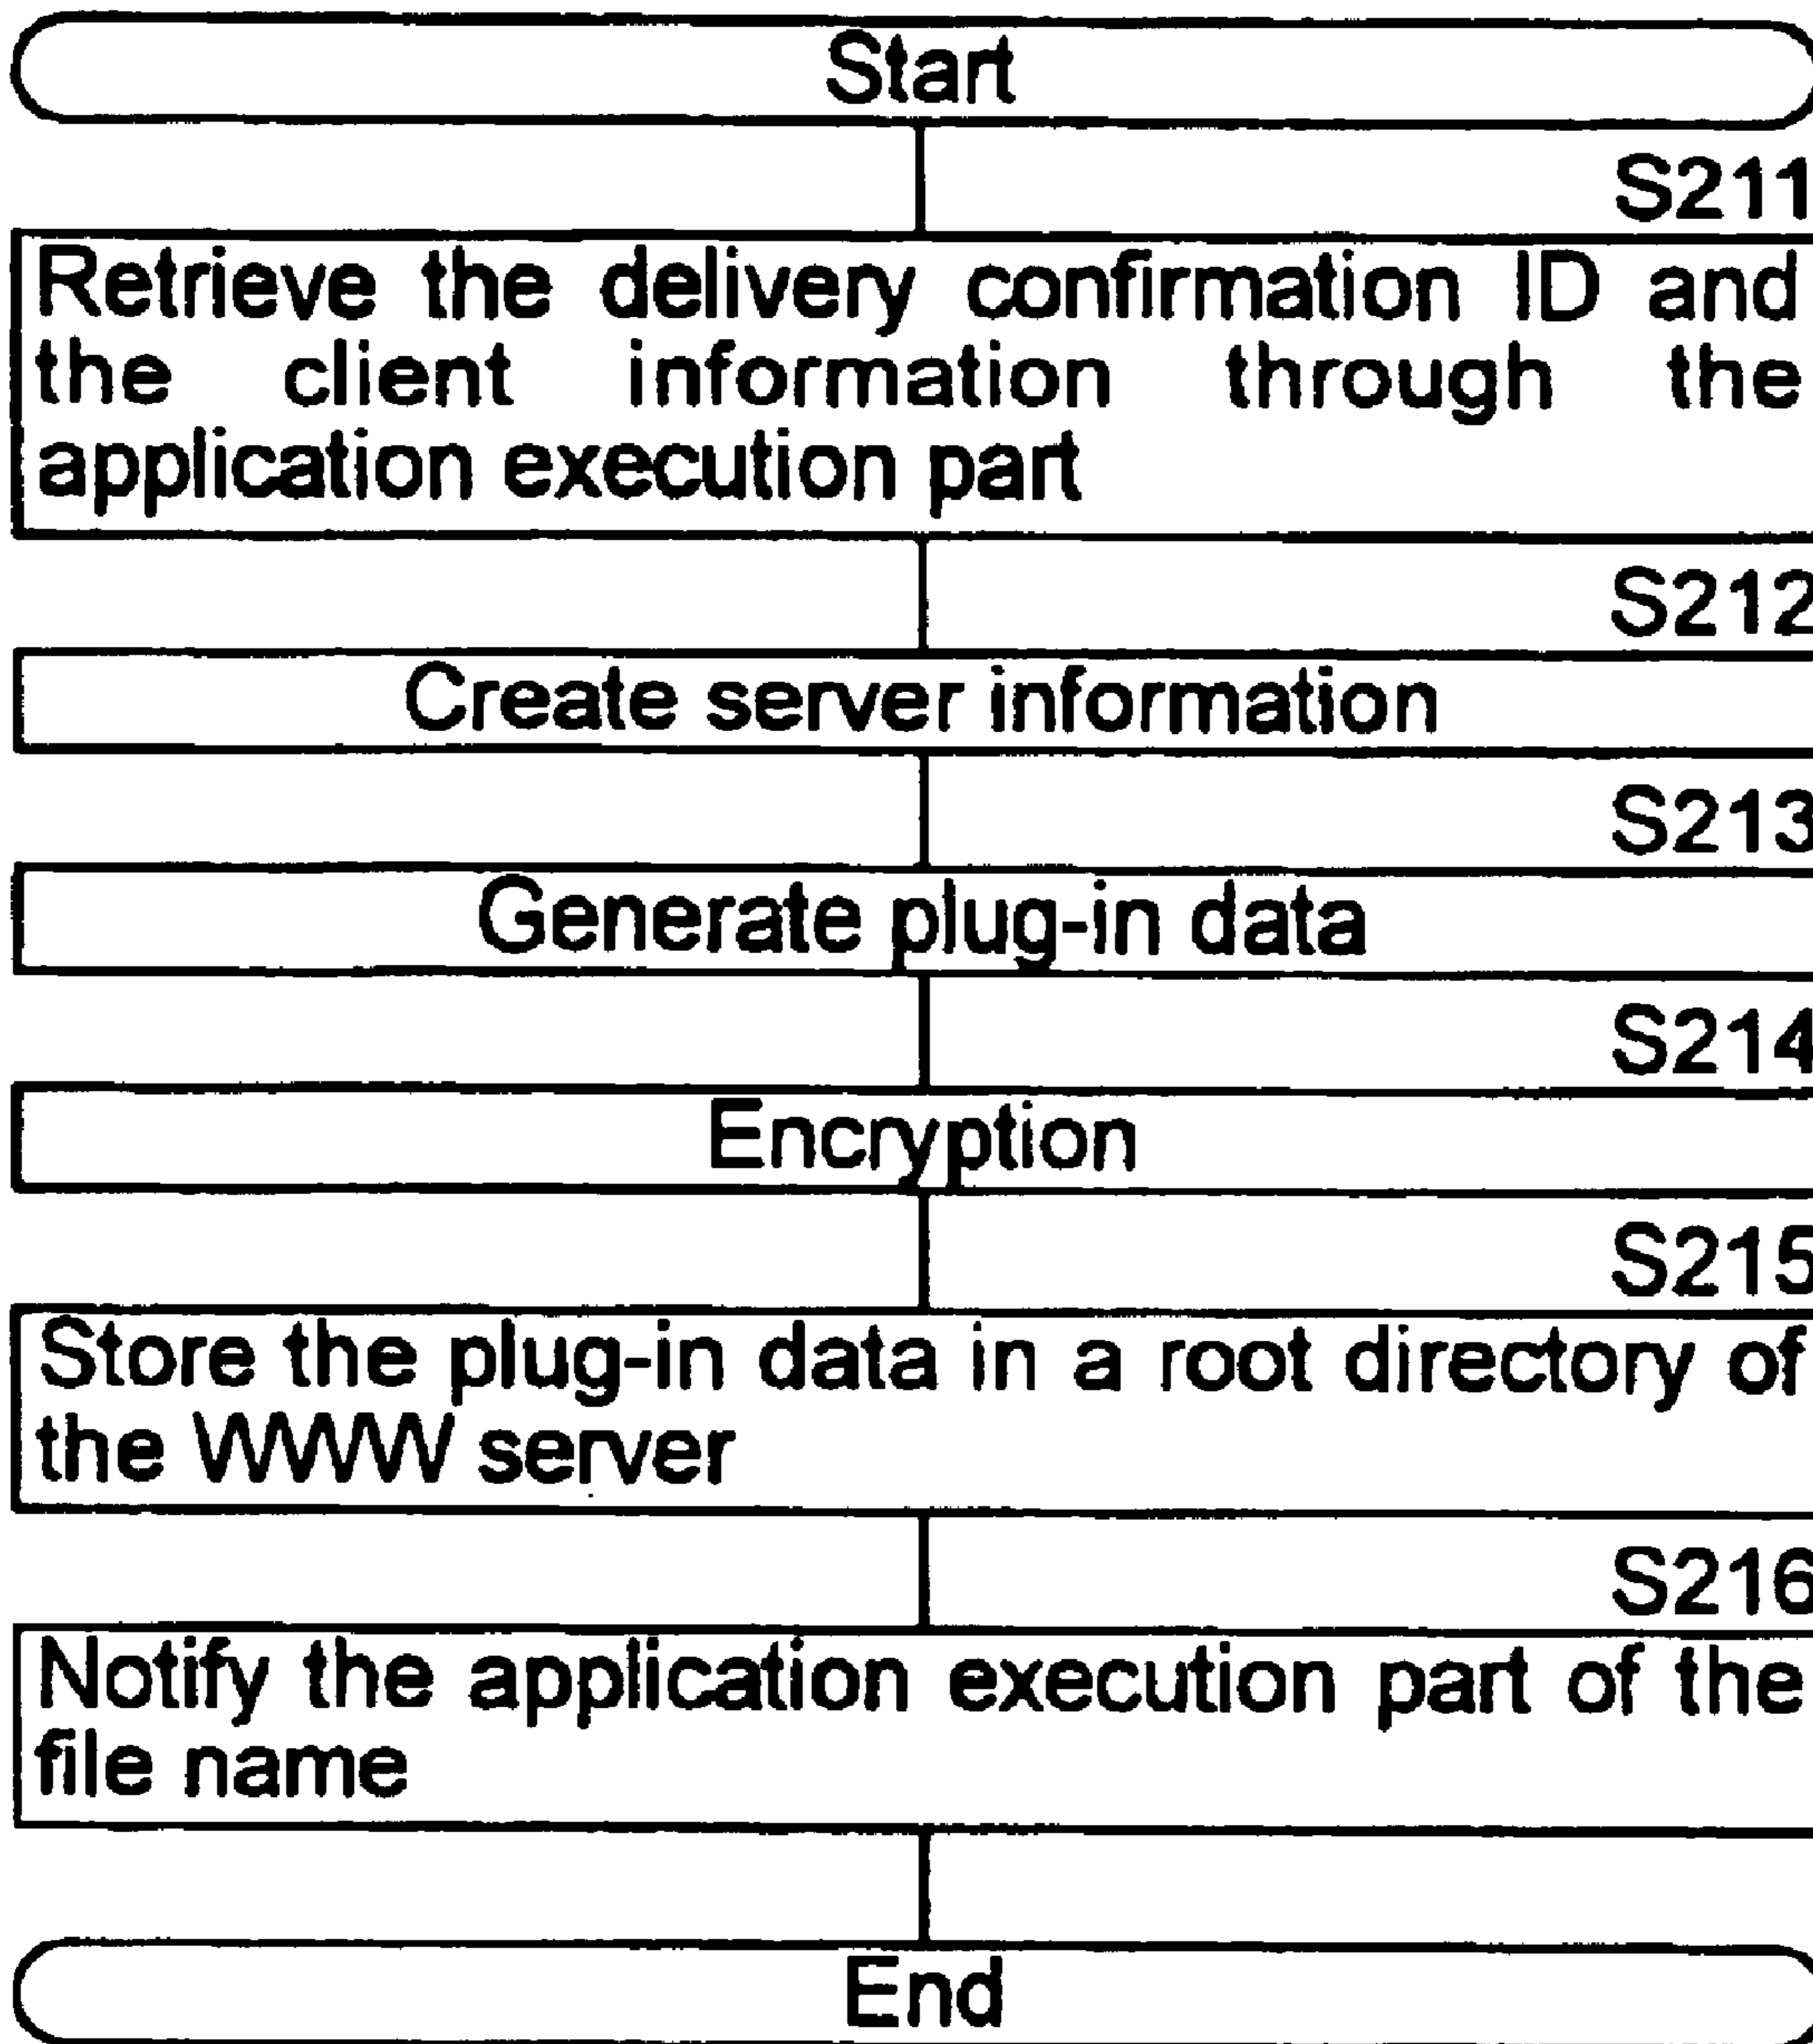 Start
S211
Retrieve the delivery confirmation ID and
the client information through the
application execution part
S212
Create server information
S213
Generate plug-in data
S214
Encryption
S215
Store the plug-in data in a root directory of
the WWW server
S216
Notify the application execution part of the
file name
End